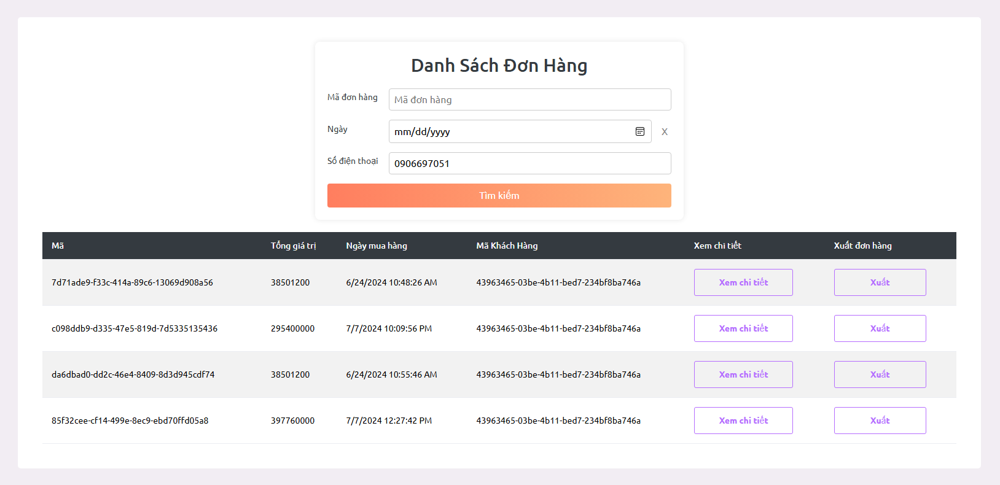 Danh Sách Đơn Hàng
Mã đơn hàng Mã đơn hàng
Ngày mm/dd/yyyy X
Số điện thoại 0906697051
Tìm kiếm
Mã Tổng giá trị Ngày mua hàng Mã Khách Hàng Xem chi tiết Xuất đơn hàng
7d71ade9-f33c-414a-89c6-13069d908a56 38501200 6/24/2024 10:48:26 AM 43963465-03be-4b11-bed7-234bf8ba746a Xem chi tiết Xuất
c098ddb9-d335-47e5-819d-7d5335135436 295400000 7/7/2024 10:09:56 PM 43963465-03be-4b11-bed7-234bf8ba746a Xem chi tiết Xuất
da6dbad0-dd2c-46e4-8409-8d3d945cdf74 38501200 6/24/2024 10:55:46 AM 43963465-03be-4b11-bed7-234bf8ba746a Xem chi tiết Xuất
85f32cee-cf14-499e-8ec9-ebd70ffd05a8 397760000 7/7/2024 12:27:42 PM 43963465-03be-4b11-bed7-234bf8ba746a Xem chi tiết Xuất